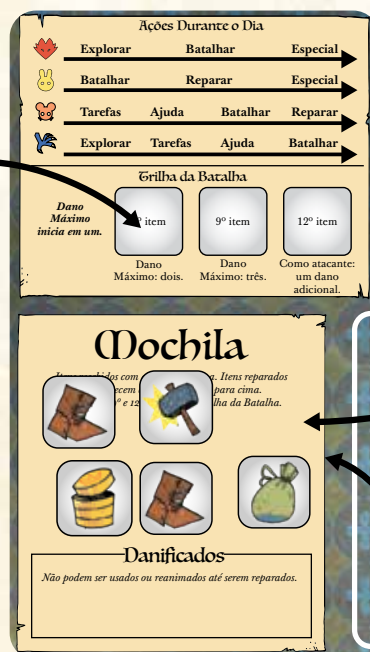 Ações Durante o Dia
Explorar Batalhar Especial
Batalhar Reparar Especial
Tarefas Ajuda Batalhar Reparar
Explorar Tarefas Ajuda Batalhar
Trilha da Batalha
Dano
Máximo
inicia em um.
º item
9º item
12º item
Dano
Máximo: dois.
Dano
Máximo: três.
Como atacante:
um dano
adicional.
Mochila
com
Itens reparados
para cima.
º e 12
da Batalha.
Danificados
Não podem ser usados ou reanimados até serem reparados.